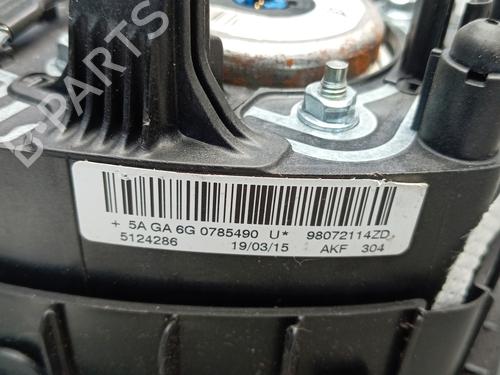 B-PARTS
+ 5A GA 6G 0785490 U* 98072114ZD
5124286 19/03/15 AKF 304